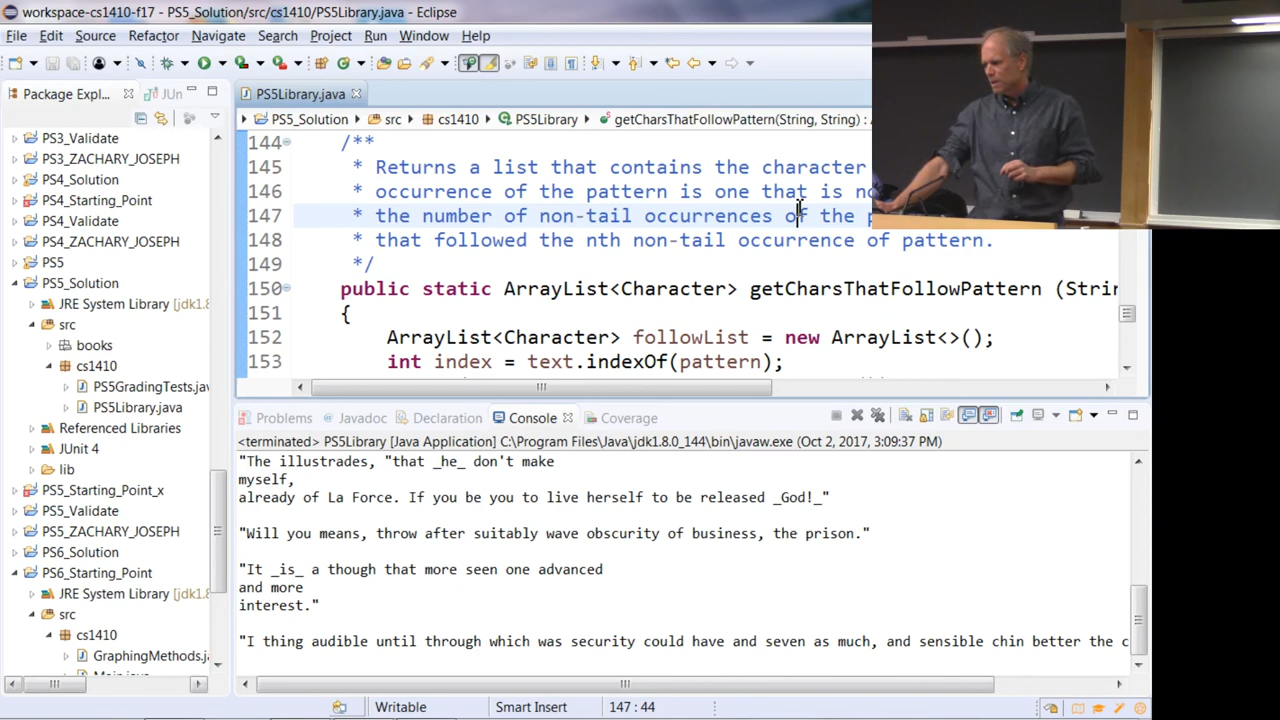 workspace-cs1410-f17 - PS5_Solution/src/cs1410/PS5Library.java - Eclipse
File Edit Source Refactor Navigate Search Project Run Window Help
Package Expl...
JUn
PS3_Validate
PS3_ZACHARY_JOSEPH
PS4_Solution
PS4_Starting_Point
PS4_Validate
PS5
PS5_Solution
JRE System Library [jdk1.8
src
books
cs1410
PS5GradingTests.jav
PS5Library.java
Referenced Libraries
JUnit 4
lib
PS5_Starting_Point_x
PS5_Validate
PS5_ZACHARY_JOSEPH
PS6_Solution
PS6_Starting_Point
JRE System Library [jdk1.8
src
cs1410
GraphingMethods.j
PS5Library.java
PS5_Solution src cs1410 PS5Library getCharsThatFollowPattern(String, String) :
144 /**
145 * Returns a list that contains the character
146 * occurrence of the pattern is one that is no
147 * the number of non-tail occurrences of the p
148 * that followed the nth non-tail occurrence of pattern.
149 */
150 public static ArrayList<Character> getCharsThatFollowPattern (Strin
151 {
152 ArrayList<Character> followList = new ArrayList<>();
153 int index = text.indexOf(pattern);
Problems Javadoc Declaration Console Coverage
<terminated> PS5Library [Java Application] C:\Program Files\Java\jdk1.8.0_144\bin\javaw.exe (Oct 2, 2017, 3:09:37 PM)
"The illustrades, "that _he_ don't make
myself,
already of La Force. If you be you to live herself to be released _God!_"
"Will you means, throw after suitably wave obscurity of business, the prison."
"It _is_ a though that more seen one advanced
and more
interest."
"I thing audible until through which was security could have and seven as much, and sensible chin better the c
Writable Smart Insert 147 : 44